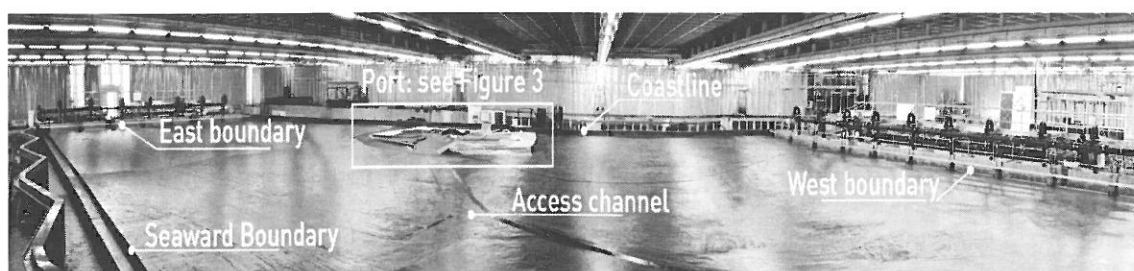 Port: see Figure 3
Coastline
East boundary
West boundary
Access channel
Seaward Boundary